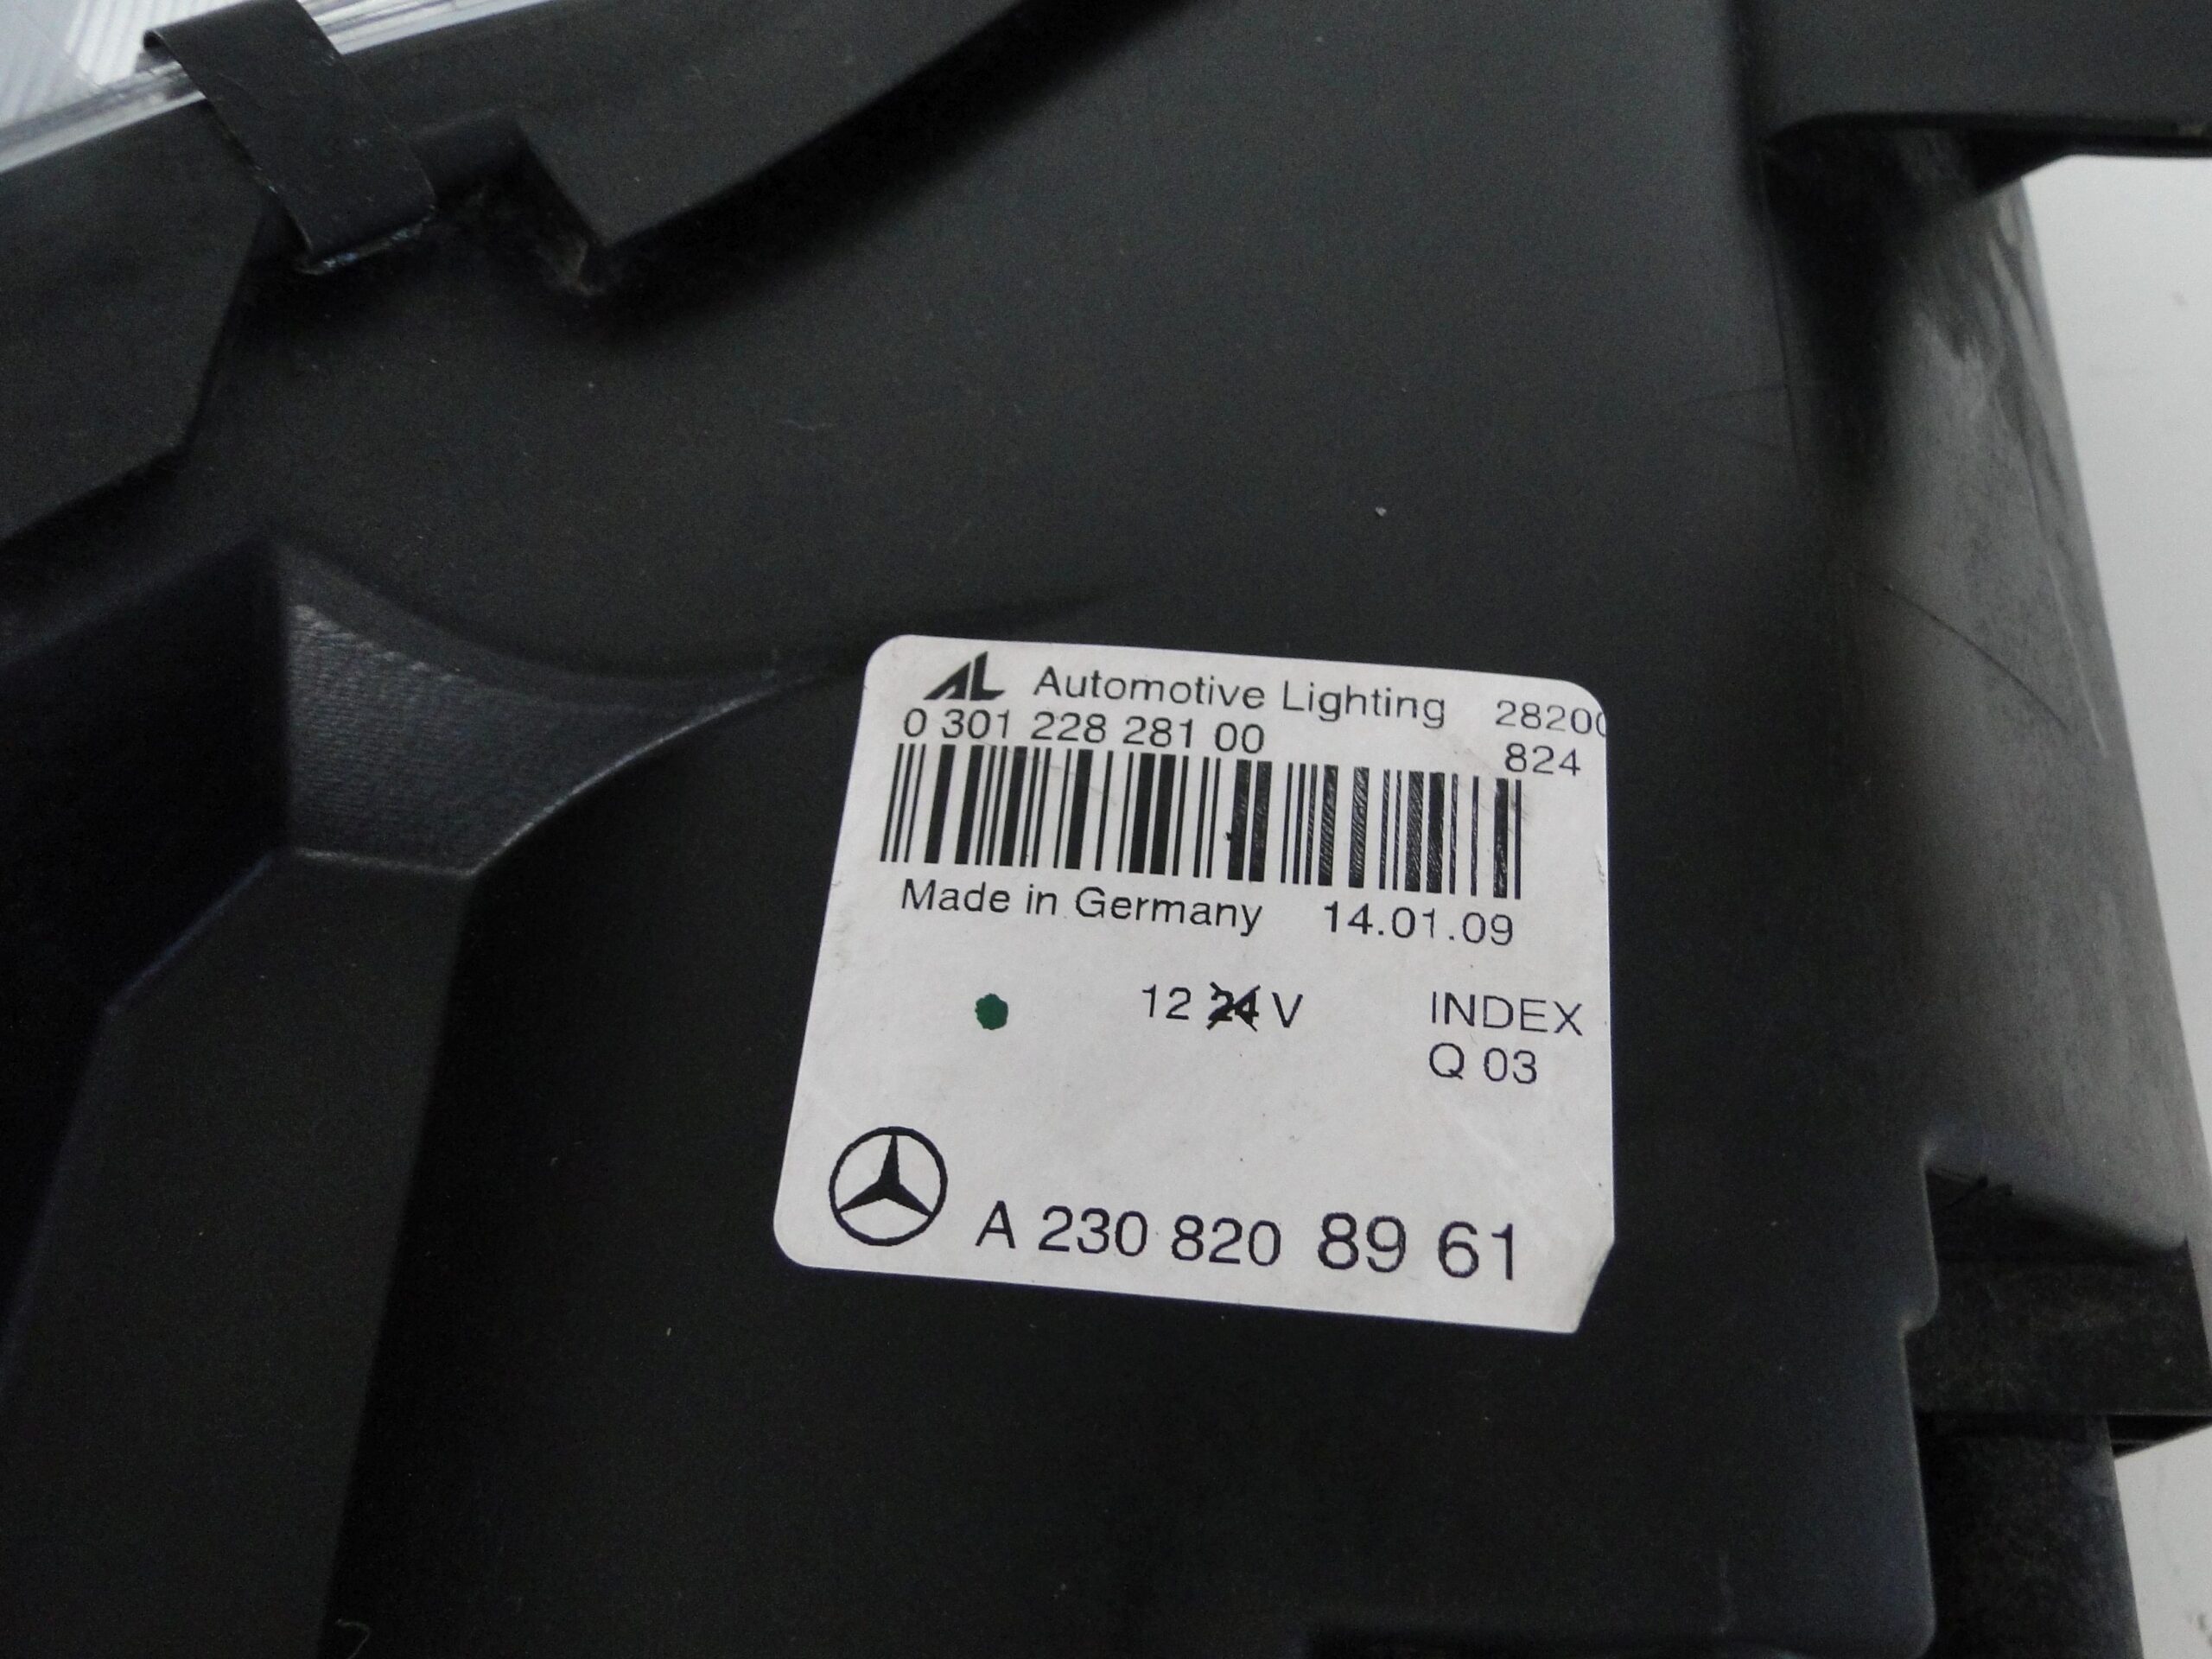 AL Automotive Lighting 28200
0 301 228 281 00 824
Made in Germany 14.01.09
12 24 V INDEX
Q 03
A 230 820 89 61